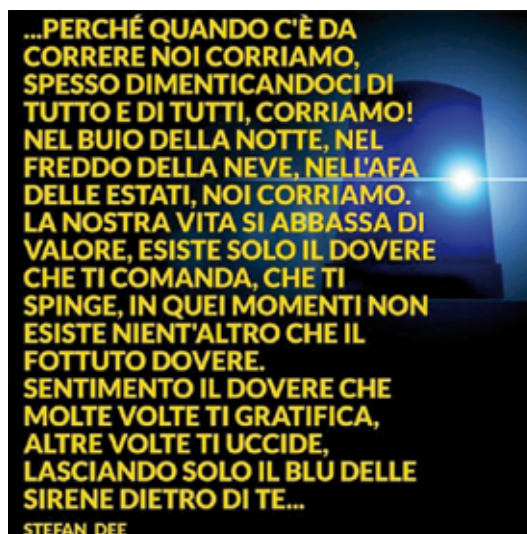 ...PERCHÉ QUANDO C'È DA
CORRERE NOI CORRIAMO,
SPESSO DIMENTICANDOCI DI
TUTTO E DI TUTTI, CORRIAMO!
NEL BUIO DELLA NOTTE, NEL
FREDDO DELLA NEVE, NELL'AFA
DELLE ESTATI, NOI CORRIAMO.
LA NOSTRA VITA SI ABBASSA DI
VALORE, ESISTE SOLO IL DOVERE
CHE TI COMANDA, CHE TI
SPINGE, IN QUEI MOMENTI NON
ESISTE NIENT'ALTRO CHE IL
FOTTUTO DOVERE.
SENTIMENTO IL DOVERE CHE
MOLTE VOLTE TI GRATIFICA,
ALTRE VOLTE TI UCCIDE,
LASCIANDO SOLO IL BLU DELLE
SIRENE DIETRO DI TE...
STEFAN DEE